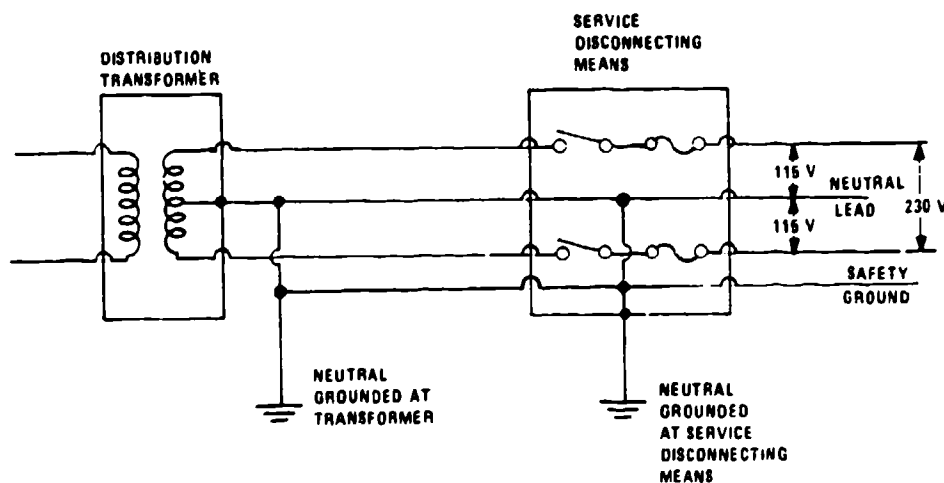 DISTRIBUTION
TRANSFORMER
SERVICE
DISCONNECTING
MEANS
115 V
NEUTRAL
LEAD
230 V
115 V
SAFETY
GROUND
NEUTRAL
GROUNDED AT
TRANSFORMER
NEUTRAL
GROUNDED
AT SERVICE
DISCONNECTING
MEANS